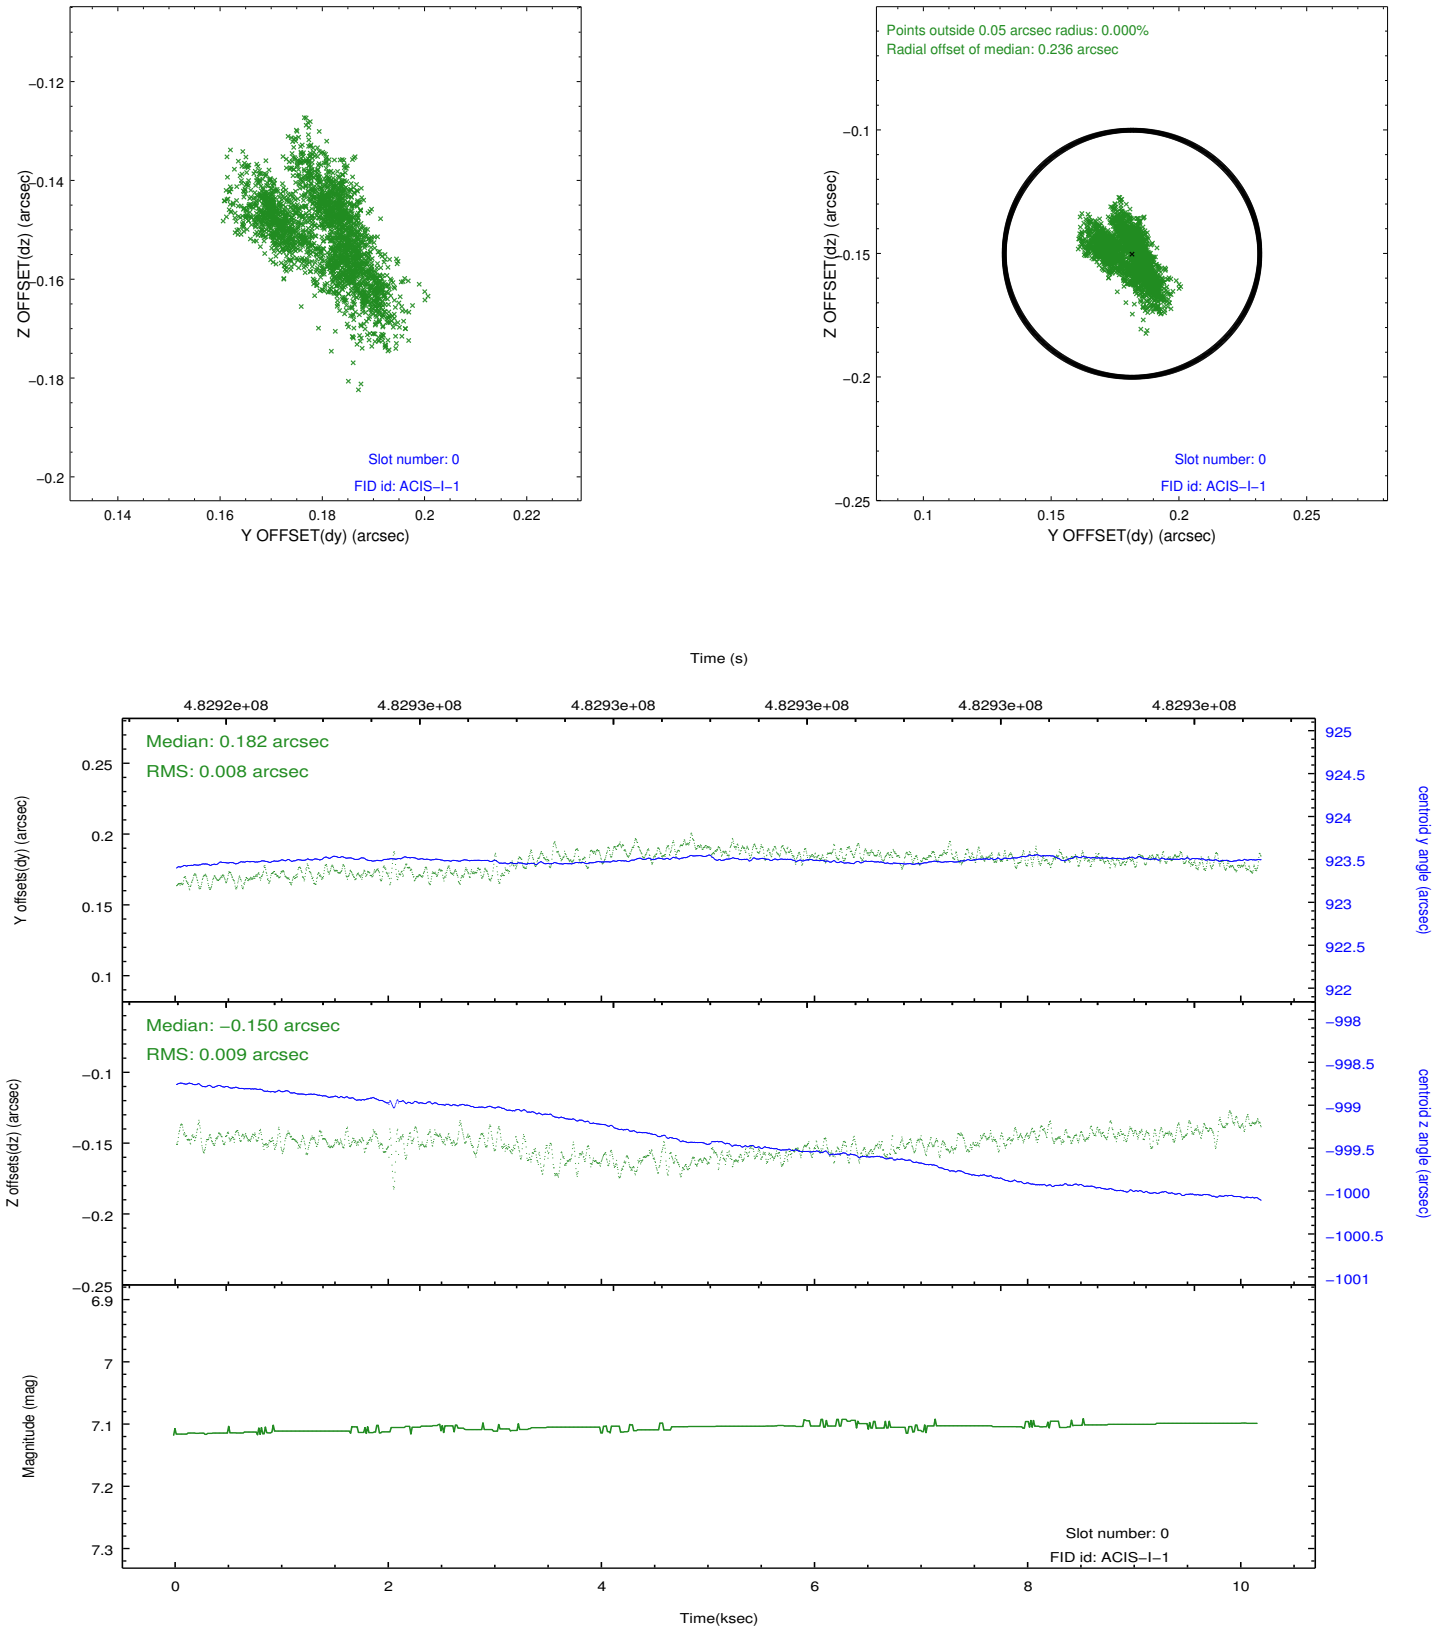 −0.12
−0.14
−0.16
−0.18
−0.2
Z OFFSET(dz) (arcsec)
Slot number: 0
FID id: ACIS−I−1
0.14 0.16 0.18 0.2 0.22
Y OFFSET(dy) (arcsec)
Points outside 0.05 arcsec radius: 0.000%
Radial offset of median: 0.236 arcsec
−0.1
−0.15
−0.2
−0.25
Z OFFSET(dz) (arcsec)
Slot number: 0
FID id: ACIS−I−1
0.1 0.15 0.2 0.25
Y OFFSET(dy) (arcsec)
Time (s)
4.8292e+08 4.8293e+08 4.8293e+08 4.8293e+08 4.8293e+08 4.8293e+08
Median: 0.182 arcsec
RMS: 0.008 arcsec
0.25
0.2
0.15
0.1
Y offsets(dy) (arcsec)
925
924.5
924
923.5
923
922.5
922
centroid y angle (arcsec)
Median: −0.150 arcsec
RMS: 0.009 arcsec
−0.1
−0.15
−0.2
−0.25
Z offsets(dz) (arcsec)
−998
−998.5
−999
−999.5
−1000
−1000.5
−1001
centroid z angle (arcsec)
6.9
7
7.1
7.2
7.3
Magnitude (mag)
Slot number: 0
FID id: ACIS−I−1
0 2 4 6 8 10
Time(ksec)